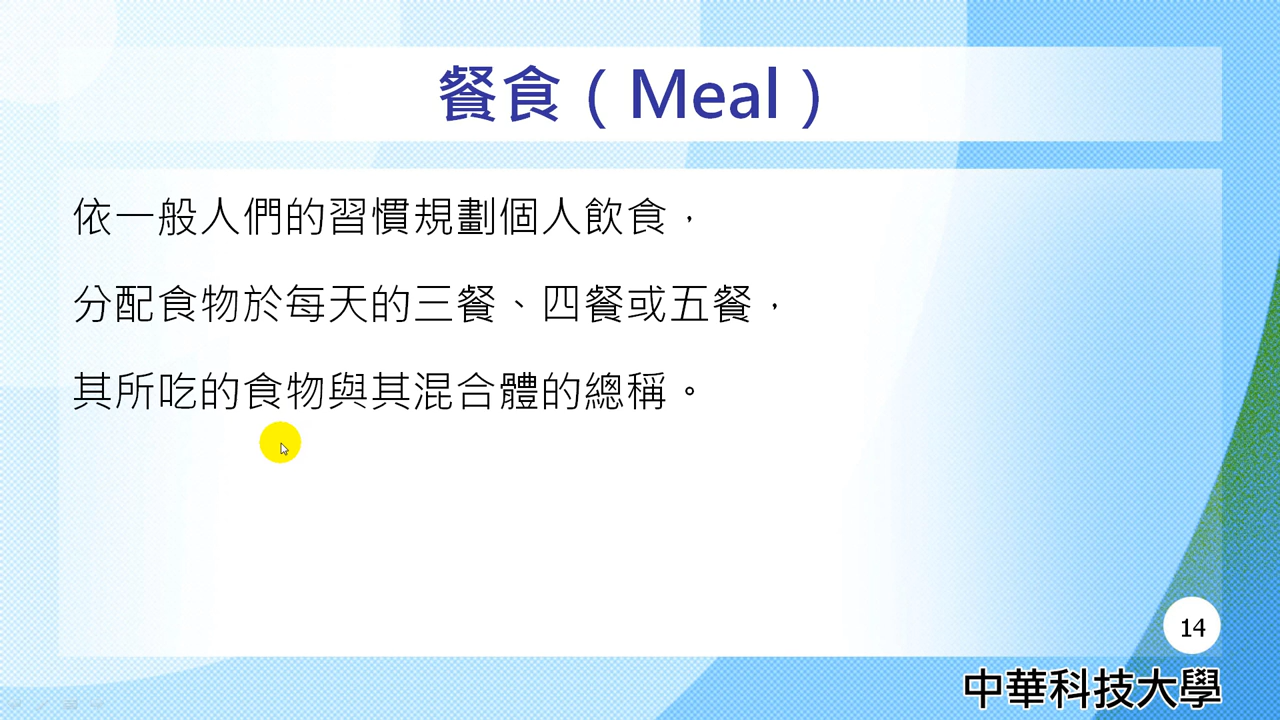 餐食（Meal）
依一般人們的習慣規劃個人飲食，
分配食物於每天的三餐、四餐或五餐，
其所吃的食物與其混合體的總稱。
14
中華科技大學